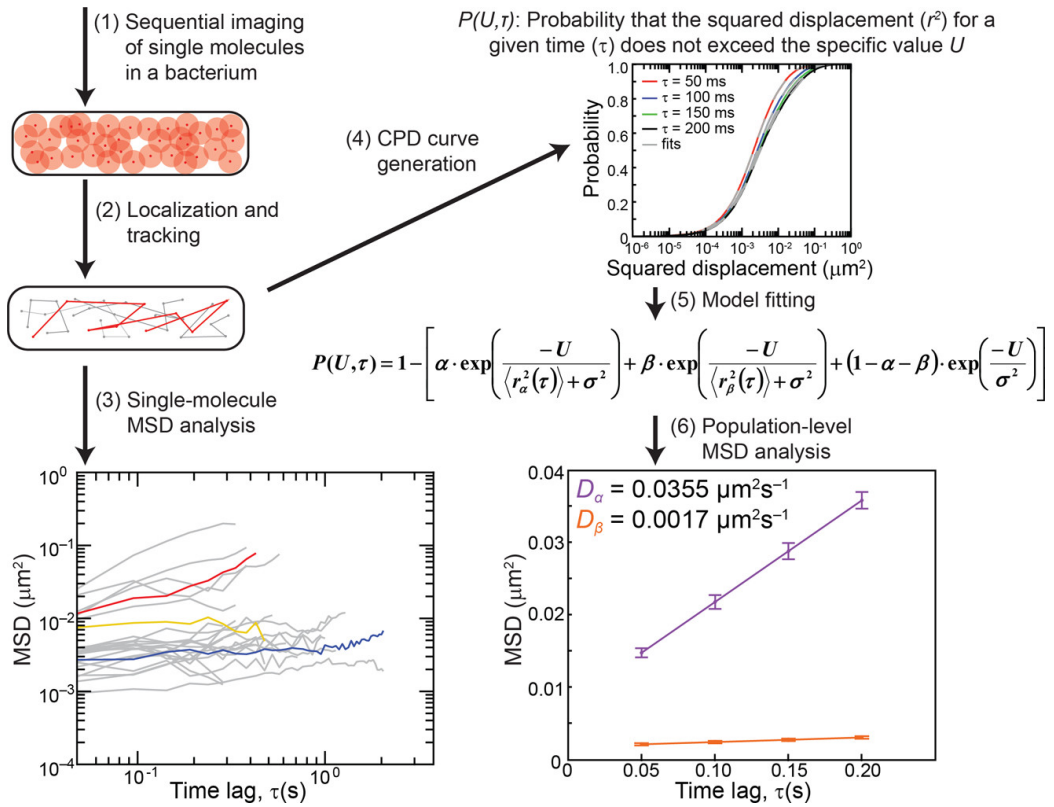 (1) Sequential imaging
of single molecules
in a bacterium
(2) Localization and
tracking
(3) Single-molecule
MSD analysis
10⁰
10⁻¹
10⁻²
10⁻³
10⁻⁴
MSD (μm²)
10⁻¹ 10⁰
Time lag, τ(s)
(4) CPD curve
generation
P(U,τ): Probability that the squared displacement (r²) for a
given time (τ) does not exceed the specific value U
1.0
0.8
0.6
0.4
0.2
0
Probability
τ = 50 ms
τ = 100 ms
τ = 150 ms
τ = 200 ms
fits
10⁻⁶ 10⁻⁵ 10⁻⁴ 10⁻³ 10⁻² 10⁻¹ 10⁰
Squared displacement (μm²)
(5) Model fitting
P(U,τ) = 1 − [α·exp(−U/(⟨r²α(τ)⟩ + σ²)) + β·exp(−U/(⟨r²β(τ)⟩ + σ²)) + (1−α−β)·exp(−U/σ²)]
(6) Population-level
MSD analysis
Dα = 0.0355 μm²s⁻¹
Dβ = 0.0017 μm²s⁻¹
0.04
0.03
0.02
0.01
0
MSD (μm²)
0 0.05 0.10 0.15 0.20
Time lag, τ(s)